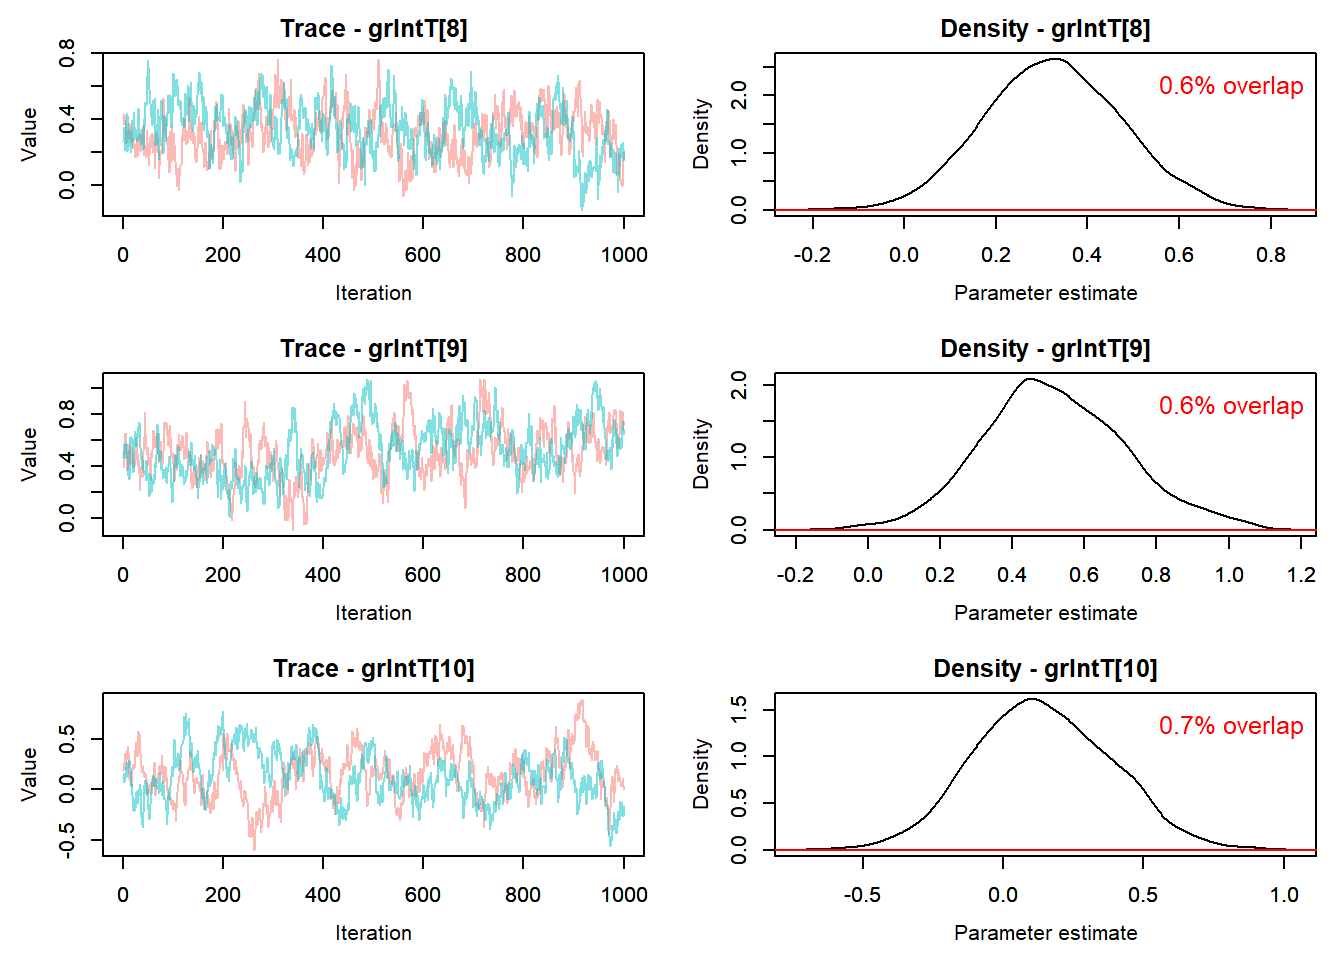 Trace - grIntT[8]
Value
0.0 0.4 0.8
0 200 400 600 800 1000
Iteration
Density - grIntT[8]
0.6% overlap
Density
0.0 1.0 2.0
-0.2 0.0 0.2 0.4 0.6 0.8
Parameter estimate
Trace - grIntT[9]
Value
0.0 0.4 0.8
0 200 400 600 800 1000
Iteration
Density - grIntT[9]
0.6% overlap
Density
0.0 1.0 2.0
-0.2 0.0 0.2 0.4 0.6 0.8 1.0 1.2
Parameter estimate
Trace - grIntT[10]
Value
-0.5 0.0 0.5
0 200 400 600 800 1000
Iteration
Density - grIntT[10]
0.7% overlap
Density
0.0 0.5 1.0 1.5
-0.5 0.0 0.5 1.0
Parameter estimate